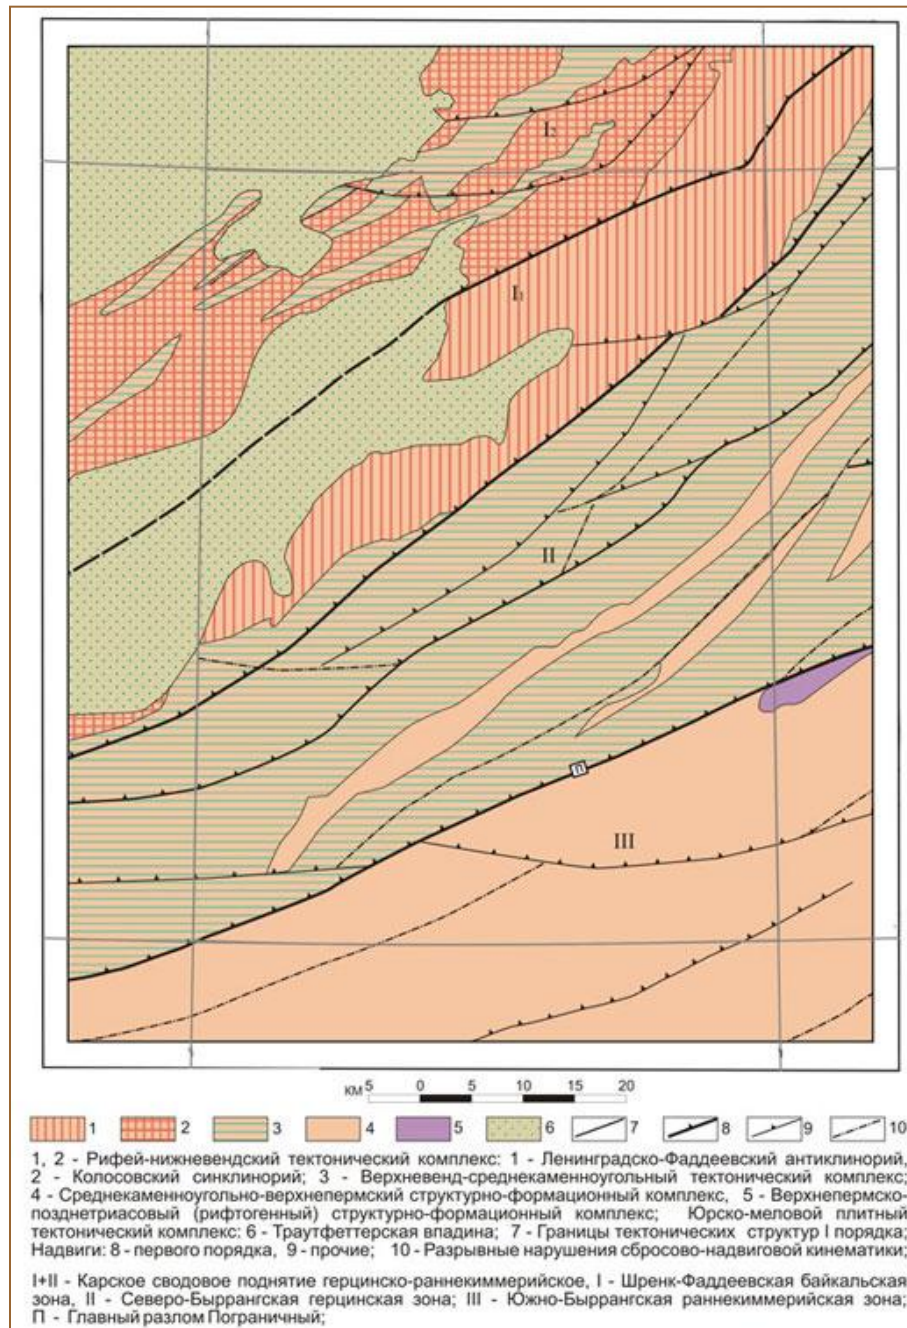 I₂
I₁
II
П
III
км 5 0 5 10 15 20
1 2 3 4 5 6 7 8 9 10
1, 2 - Рифей-нижневендский тектонический комплекс: 1 - Ленинградско-Фаддеевский антиклинорий,
2 - Колосовский синклинорий; 3 - Верхневенд-среднекаменноугольный тектонический комплекс;
4 - Среднекаменноугольно-верхнепермский структурно-формационный комплекс, 5 - Верхнепермско-
позднетриасовый (рифтогенный) структурно-формационный комплекс; Юрско-меловой плитный
тектонический комплекс: 6 - Траутфеттерская впадина; 7 - Границы тектонических структур I порядка;
Надвиги: 8 - первого порядка, 9 - прочие; 10 - Разрывные нарушения сбросово-надвиговой кинематики;
I+II - Карское сводовое поднятие герцинско-раннекиммерийское, I - Шренк-Фаддеевская байкальская
зона, II - Северо-Быррангская герцинская зона; III - Южно-Быррангская раннекиммерийская зона;
П - Главный разлом Пограничный;